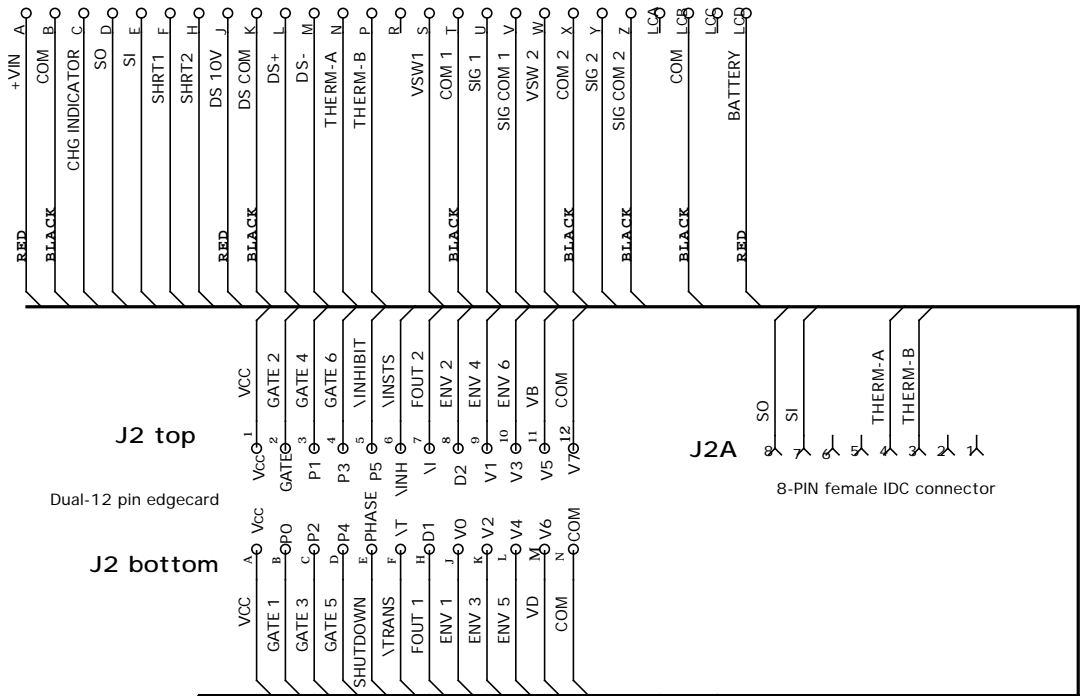 A B C D E F H J K L M N P R S T U V W X Y Z LCA LCB LCC LCD
+VIN
COM
CHG INDICATOR
SO
SI
SHRT1
SHRT2
DS 10V
DS COM
DS+
DS-
THERM-A
THERM-B
VSW1
COM 1
SIG 1
SIG COM 1
VSW 2
COM 2
SIG 2
SIG COM 2
COM
BATTERY
RED
BLACK
RED
BLACK
BLACK
BLACK
BLACK
RED
VCC
GATE 2
GATE 4
GATE 6
\INHIBIT
\INSTS
FOUT 2
ENV 2
ENV 4
ENV 6
VB
COM
J2 top
1 2 3 4 5 6 7 8 9 10 11 12
Vcc
GATE
P1
P3
P5
\INH
\I
D2
V1
V3
V5
V7
Dual-12 pin edgecard
Vcc
P0
P2
P4
PHASE
\T
D1
V0
V2
V4
V6
COM
J2 bottom
A B C D E F H J K L M N
VCC
GATE 1
GATE 3
GATE 5
SHUTDOWN
\TRANS
FOUT 1
ENV 1
ENV 3
ENV 5
VD
COM
SO
SI
THERM-A
THERM-B
J2A
8 7 6 5 4 3 2 1
8-PIN female IDC connector